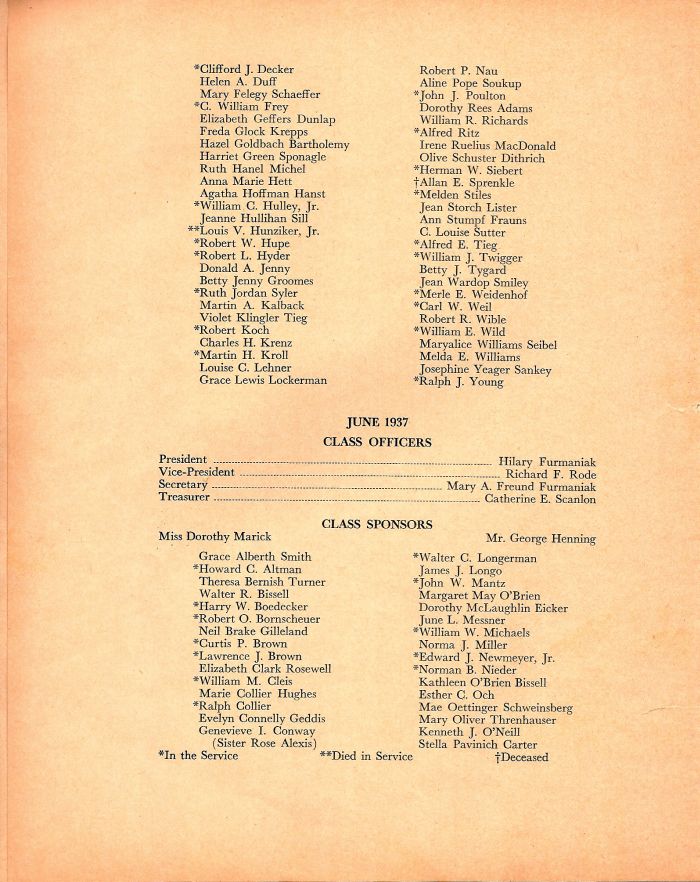 *Clifford J. Decker
Helen A. Duff
Mary Felegy Schaeffer
*C. William Frey
Elizabeth Geffers Dunlap
Freda Glock Krepps
Hazel Goldbach Bartholemy
Harriet Green Sponagle
Ruth Hanel Michel
Anna Marie Hett
Agatha Hoffman Hanst
*William C. Hulley, Jr.
Jeanne Hullihan Sill
**Louis V. Hunziker, Jr.
*Robert W. Hupe
*Robert L. Hyder
Donald A. Jenny
Betty Jenny Groomes
*Ruth Jordan Syler
Martin A. Kalback
Violet Klingler Tieg
*Robert Koch
Charles H. Krenz
*Martin H. Kroll
Louise C. Lehner
Grace Lewis Lockerman
Robert P. Nau
Aline Pope Soukup
*John J. Poulton
Dorothy Rees Adams
William R. Richards
*Alfred Ritz
Irene Ruelius MacDonald
Olive Schuster Dithrich
*Herman W. Siebert
†Allan E. Sprenkle
*Melden Stiles
Jean Storch Lister
Ann Stumpf Frauns
C. Louise Sutter
*Alfred E. Tieg
*William J. Twigger
Betty J. Tygard
Jean Wardop Smiley
*Merle E. Weidenhof
*Carl W. Weil
Robert R. Wible
*William E. Wild
Maryalice Williams Seibel
Melda E. Williams
Josephine Yeager Sankey
*Ralph J. Young
JUNE 1937
CLASS OFFICERS
President ........ Hilary Furmaniak
Vice-President ........ Richard F. Rode
Secretary ........ Mary A. Freund Furmaniak
Treasurer ........ Catherine E. Scanlon
CLASS SPONSORS
Miss Dorothy Marick Mr. George Henning
Grace Alberth Smith
*Howard C. Altman
Theresa Bernish Turner
Walter R. Bissell
*Harry W. Boedecker
*Robert O. Bornscheuer
Neil Brake Gilleland
*Curtis P. Brown
*Lawrence J. Brown
Elizabeth Clark Rosewell
*William M. Cleis
Marie Collier Hughes
*Ralph Collier
Evelyn Connelly Geddis
Genevieve I. Conway
(Sister Rose Alexis)
*Walter C. Longerman
James J. Longo
*John W. Mantz
Margaret May O'Brien
Dorothy McLaughlin Eicker
June L. Messner
*William W. Michaels
Norma J. Miller
*Edward J. Newmeyer, Jr.
*Norman B. Nieder
Kathleen O'Brien Bissell
Esther C. Och
Mae Oettinger Schweinsberg
Mary Oliver Threnhauser
Kenneth J. O'Neill
Stella Pavinich Carter
*In the Service **Died in Service †Deceased